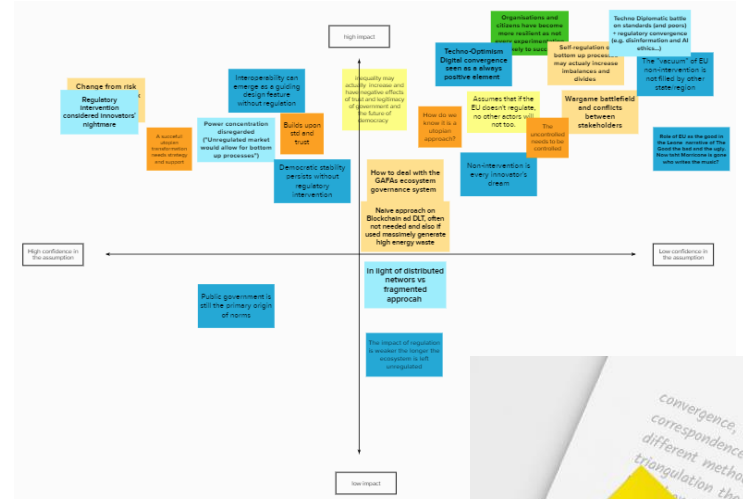 high impact
Organisations and
citizens have become
more resilient as not
Techno Diplomatic battle
on standards (and poors)
+ regulatory convergence
(e.g. disinformation and AI
ethics...)
Techno-Optimism
Digital convergence
seen as a always
positive element
Self-regulation
bottom up processes
may actualy increase
imbalances and
divides
The "vacuum" of EU
non-intervention is
not filled by other
state/region
Change from risk
Regulatory
intervention
considered innovators'
nightmare
Interoperability can
emerge as a guiding
design feature
without regulation
Inequality may
actually increase and
have negative effects
of trust and legitimacy
of government and
the future of
democracy
Assumes that if the
EU doesn't regulate,
no other actors will
not too.
Wargame battlefield
and conflicts
between
stakeholders
A succesful
utopian
transformation
needs strategy
and support
Power concentration
disregarded
("Unregulated market
would allow for bottom
up processes")
Builds upon
std and
trust
How do we
know it is a
utopian
approach?
The
uncontrolled
needs to be
controlled
Role of EU as the good in
the Leone narrative of The
Good the bad and the ugly.
Now taht Morricone is gone
who writes the music?
Democratic stability
persists without
regulatory
intervention
How to deal with the
GAFAs ecosystem
governance system
Non-intervention is
every innovator's
dream
Naive approach on
Blockchain ad DLT, often
not needed and also if
used massimely generate
high energy waste
High confidence in
the assumption
Low confidence in
the assumption
in light of distributed
networs vs
fragmented
approcah
Public government is
still the primary origin
of norms
The impact of regulation
is weaker the longer the
ecosystem is left
unregulated
low impact
convergence,
correspondence
different metho
triangulation